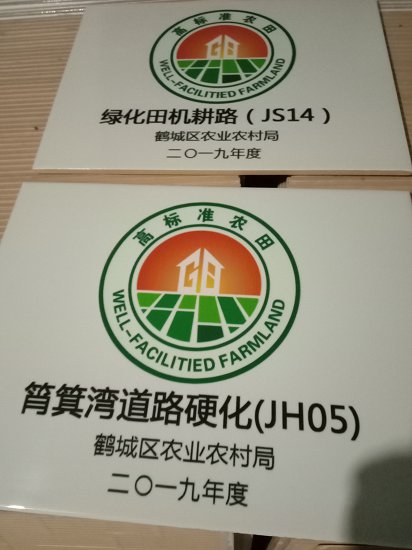 高标准农田
WELL-FACILITIED FARMLAND
绿化田机耕路（JS14）
鹤城区农业农村局
二〇一九年度
高标准农田
WELL-FACILITIED FARMLAND
筲箕湾道路硬化(JH05)
鹤城区农业农村局
二〇一九年度